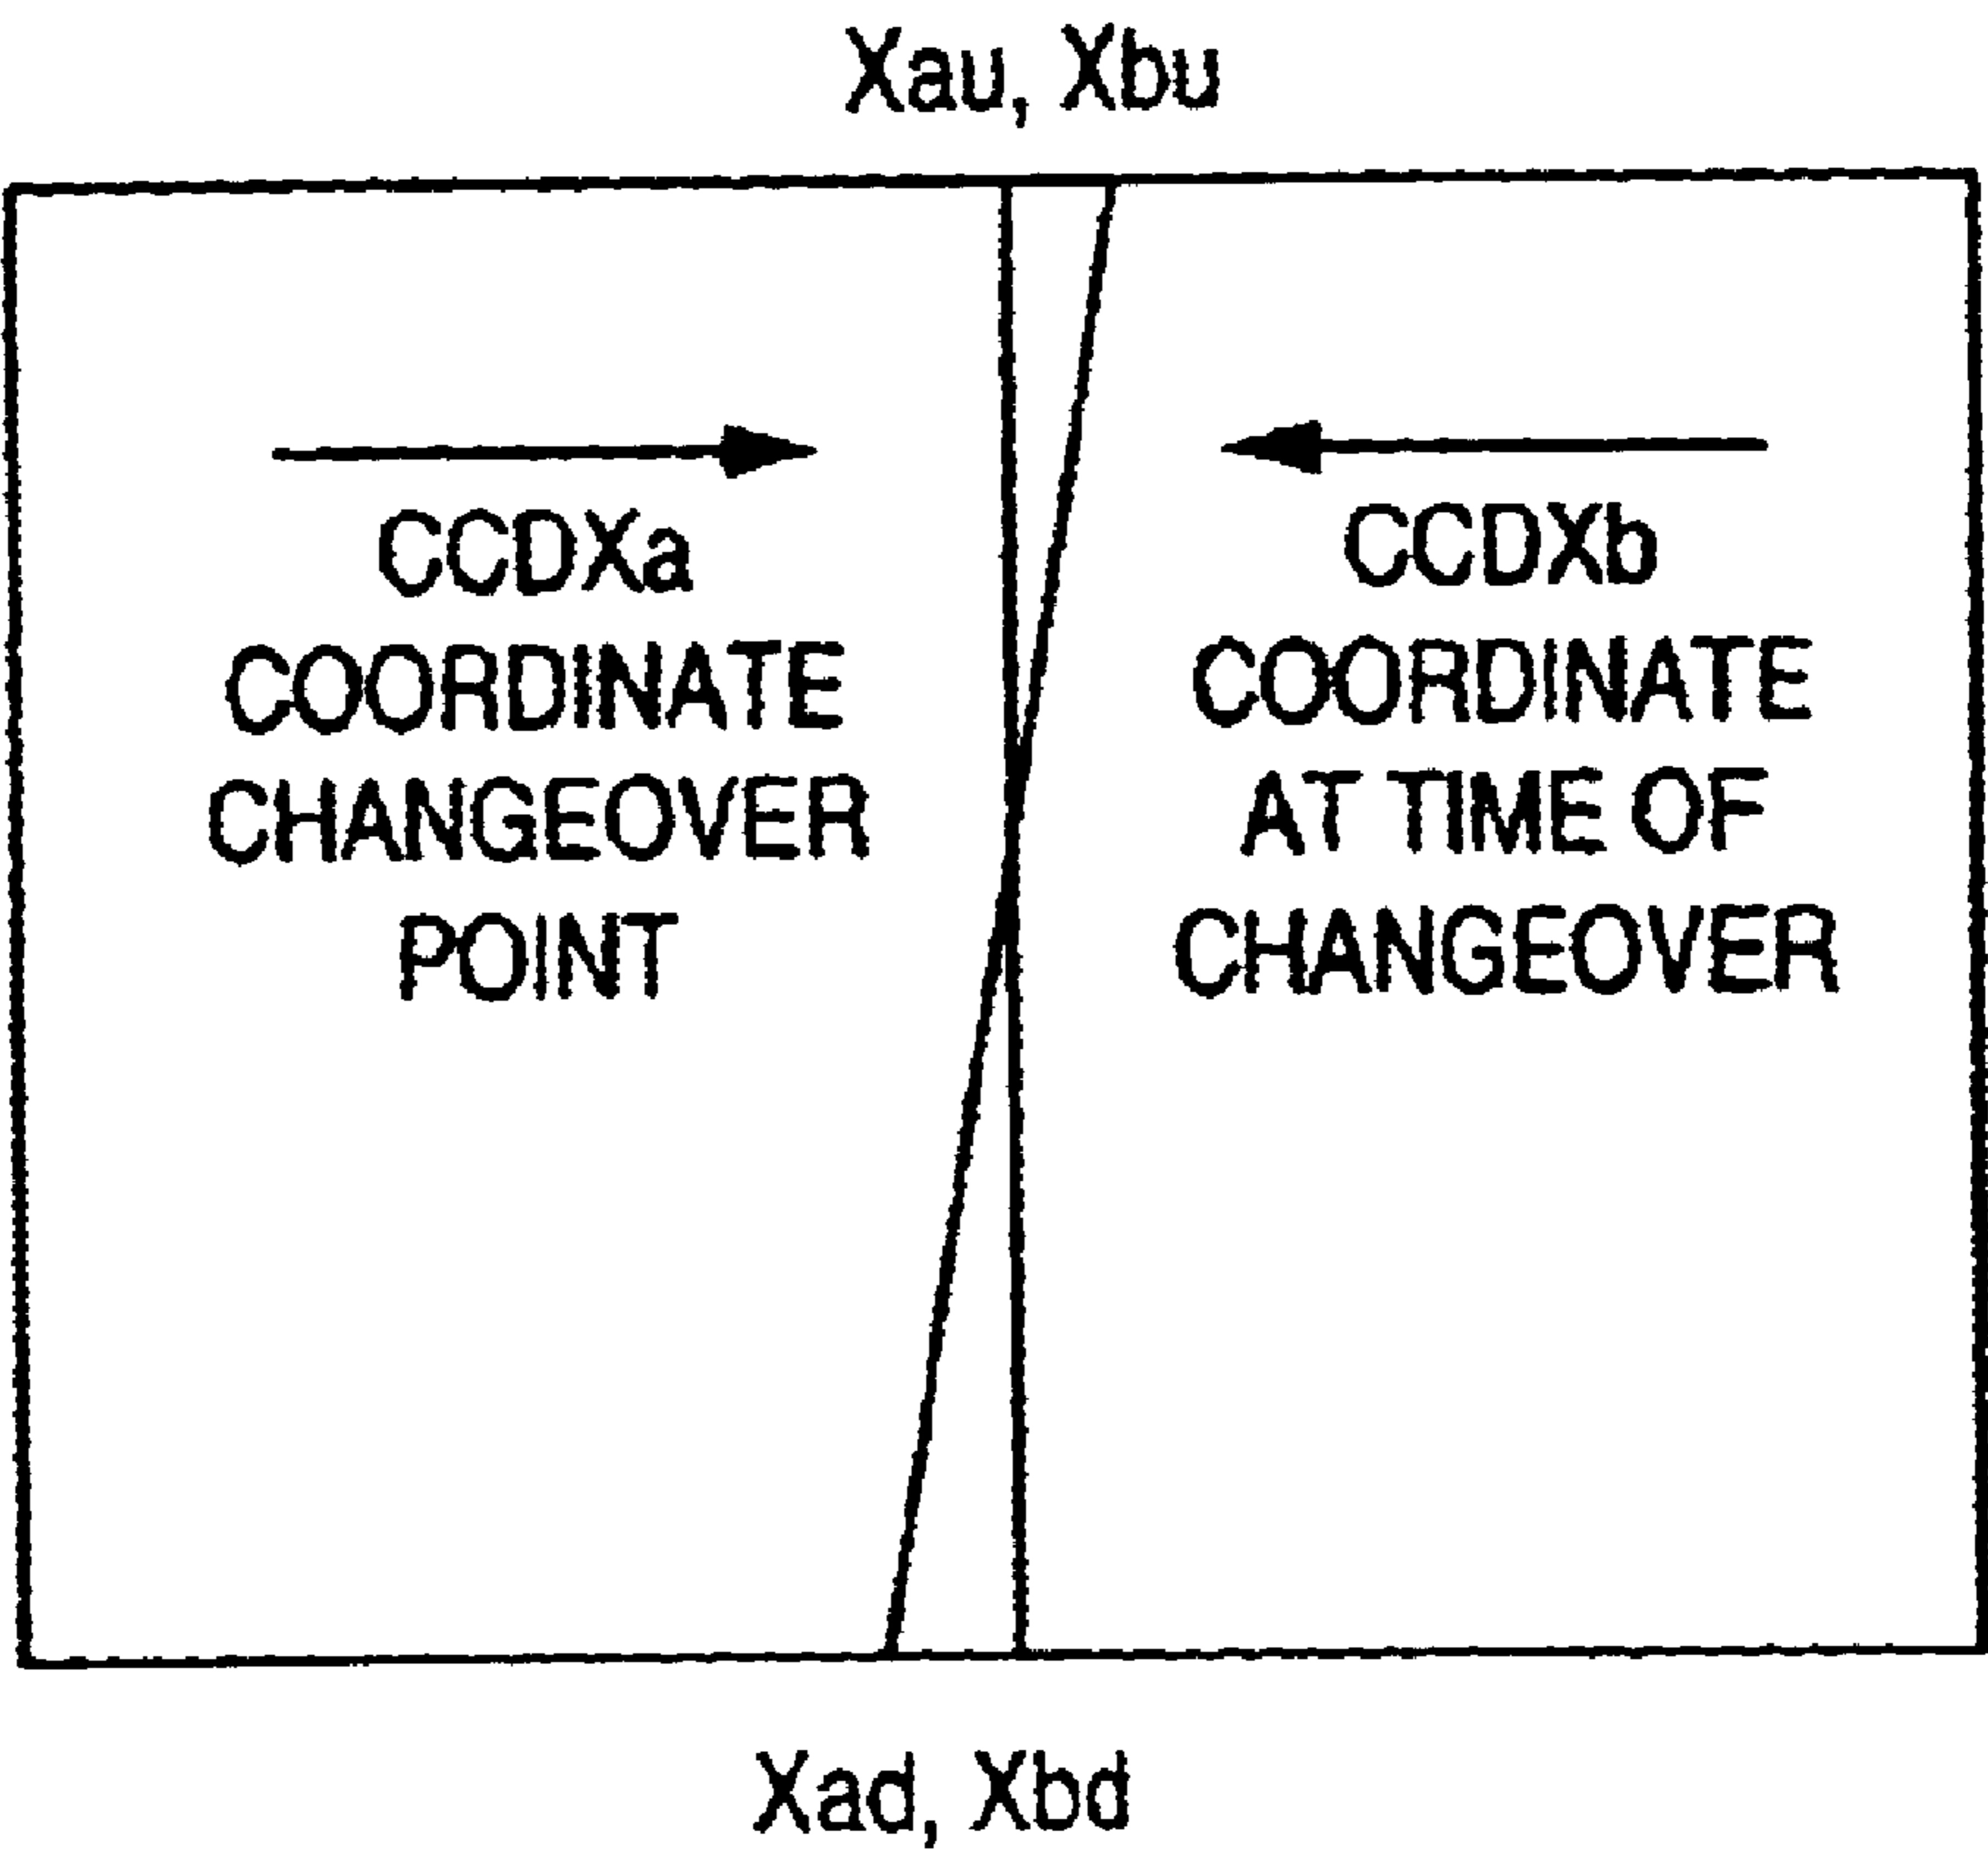 Xau, Xbu
CCDXa
COORDINATE
CHANGEOVER
POINT
CCDXb
COORDINATE
AT TIME OF
CHANGEOVER
Xad, Xbd